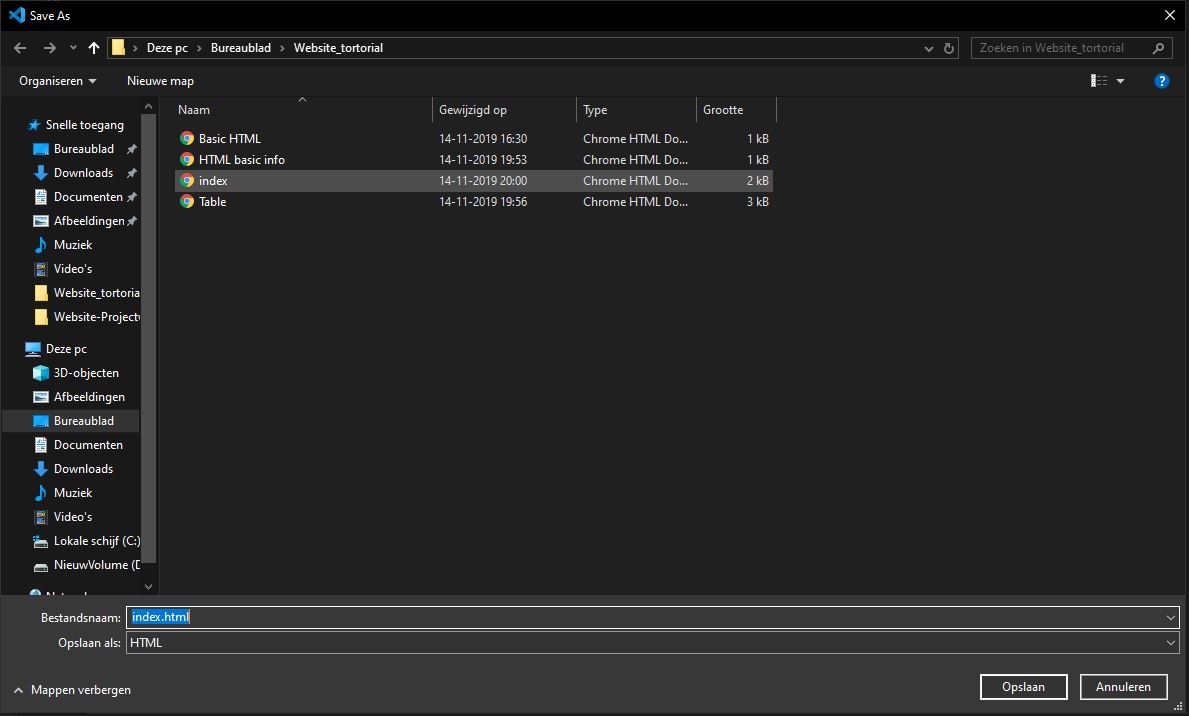 Save As
Deze pc > Bureaublad > Website_tortorial
Zoeken in Website_tortorial
Organiseren
Nieuwe map
?
Naam Gewijzigd op Type Grootte
Basic HTML 14-11-2019 16:30 Chrome HTML Do... 1 kB
HTML basic info 14-11-2019 19:53 Chrome HTML Do... 1 kB
index 14-11-2019 20:00 Chrome HTML Do... 2 kB
Table 14-11-2019 19:56 Chrome HTML Do... 3 kB
Snelle toegang
Bureaublad
Downloads
Documenten
Afbeeldingen
Muziek
Video's
Website_tortoria
Website-Project
Deze pc
3D-objecten
Afbeeldingen
Bureaublad
Documenten
Downloads
Muziek
Video's
Lokale schijf (C:)
NieuwVolume (D
Bestandsnaam: index.html
Opslaan als: HTML
Mappen verbergen
Opslaan
Annuleren